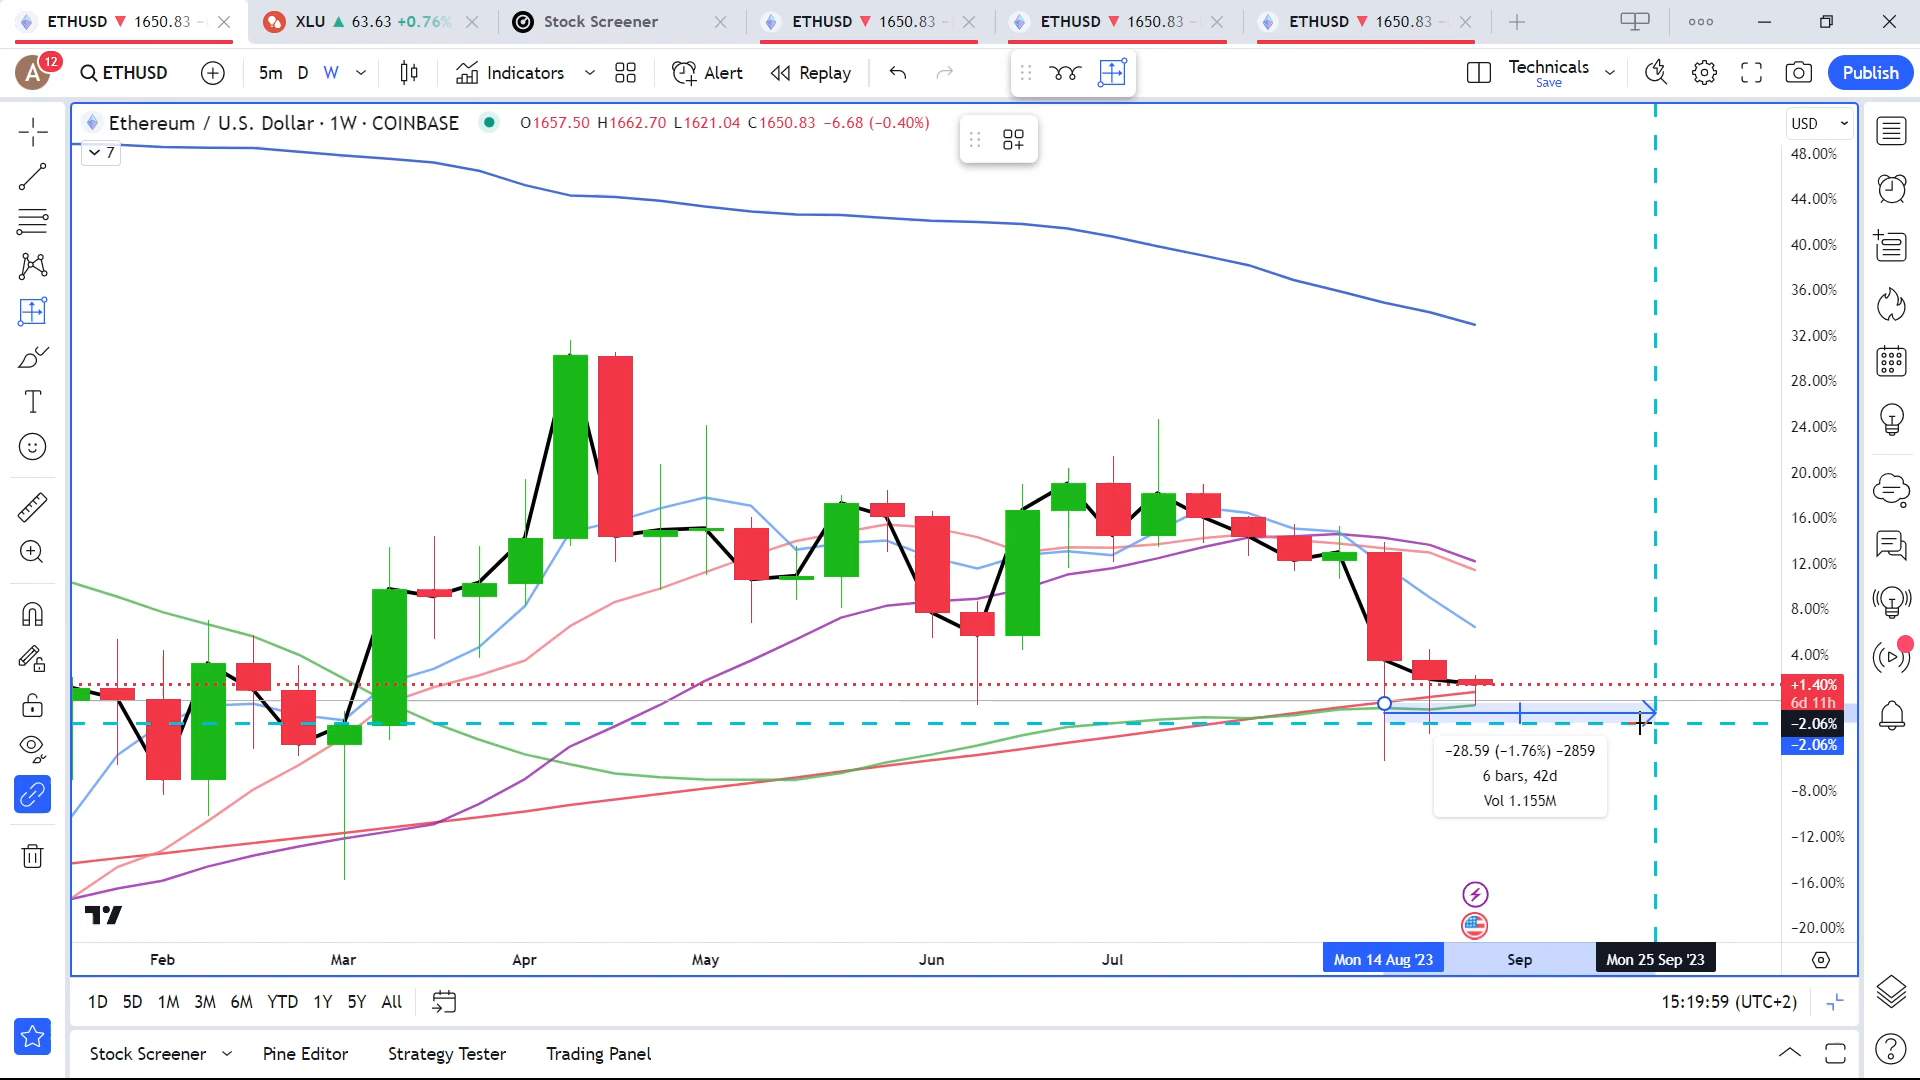 ETHUSD ▼ 1650.83 −
XLU ▲ 63.63 +0.76%
Stock Screener
ETHUSD ▼ 1650.83 −
ETHUSD ▼ 1650.83 −
ETHUSD ▼ 1650.83 −
A
12
ETHUSD
5m
D
W
Indicators
Alert
Replay
Technicals
Save
Publish
Ethereum / U.S. Dollar · 1W · COINBASE
O1657.50 H1662.70 L1621.04 C1650.83 −6.68 (−0.40%)
7
USD
48.00%
44.00%
40.00%
36.00%
32.00%
28.00%
24.00%
20.00%
16.00%
12.00%
8.00%
4.00%
+1.40%
6d 11h
−2.06%
−2.06%
−8.00%
−12.00%
−16.00%
−20.00%
−28.59 (−1.76%) −2859
6 bars, 42d
Vol 1.155M
Feb
Mar
Apr
May
Jun
Jul
Mon 14 Aug '23
Sep
Mon 25 Sep '23
1D
5D
1M
3M
6M
YTD
1Y
5Y
All
15:19:59 (UTC+2)
Stock Screener
Pine Editor
Strategy Tester
Trading Panel